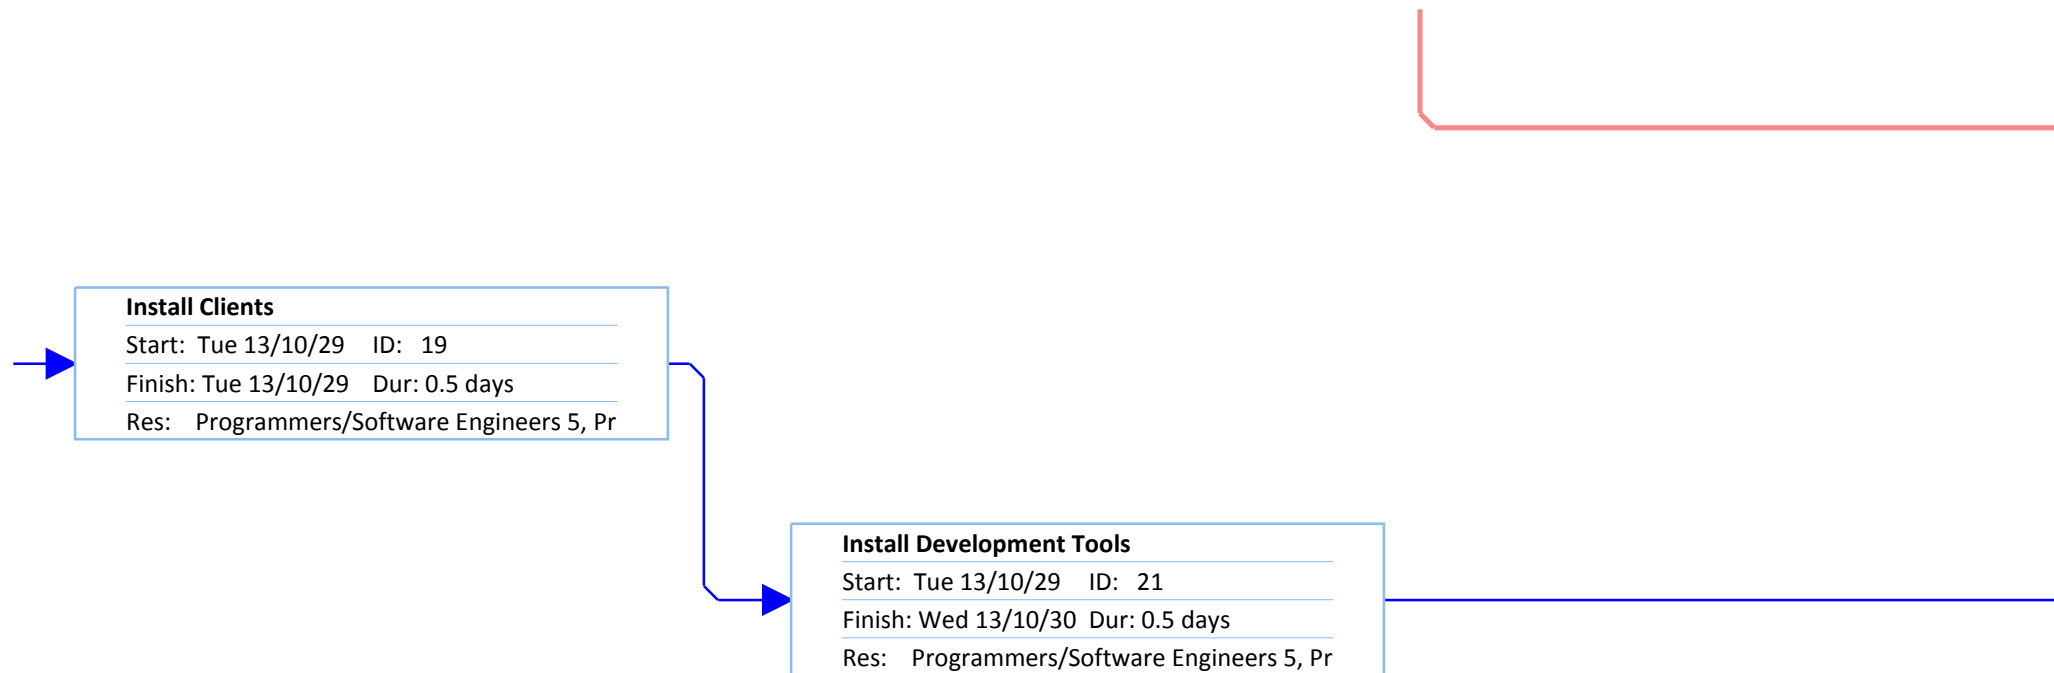 Install Clients
Start: Tue 13/10/29 ID: 19
Finish: Tue 13/10/29 Dur: 0.5 days
Res: Programmers/Software Engineers 5, Pr
Install Development Tools
Start: Tue 13/10/29 ID: 21
Finish: Wed 13/10/30 Dur: 0.5 days
Res: Programmers/Software Engineers 5, Pr